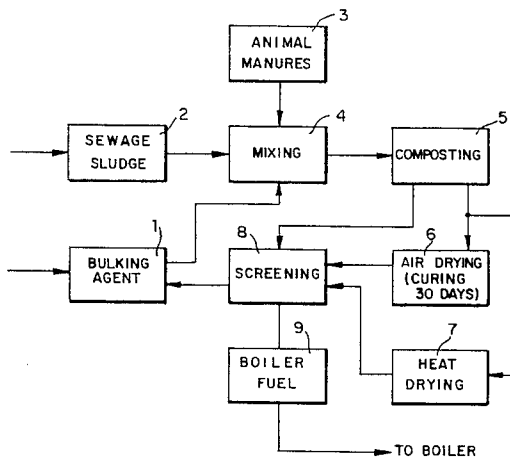 3
ANIMAL
MANURES
2
SEWAGE
SLUDGE
4
MIXING
5
COMPOSTING
1
BULKING
AGENT
8
SCREENING
6
AIR DRYING
(CURING
30 DAYS)
9
BOILER
FUEL
7
HEAT
DRYING
TO BOILER